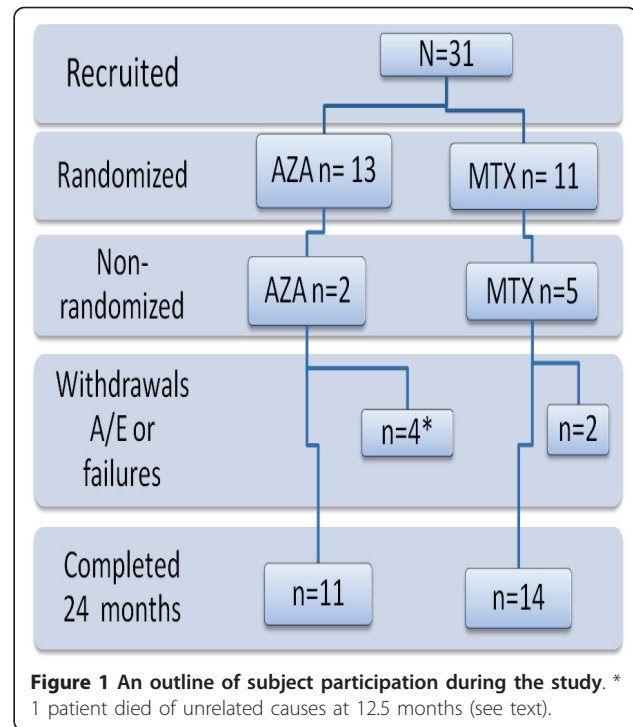 Recruited
N=31
Randomized
AZA n= 13
MTX n= 11
Non-
randomized
AZA n=2
MTX n=5
Withdrawals
A/E or
failures
n=4*
n=2
Completed
24 months
n=11
n=14
Figure 1 An outline of subject participation during the study. *
1 patient died of unrelated causes at 12.5 months (see text).